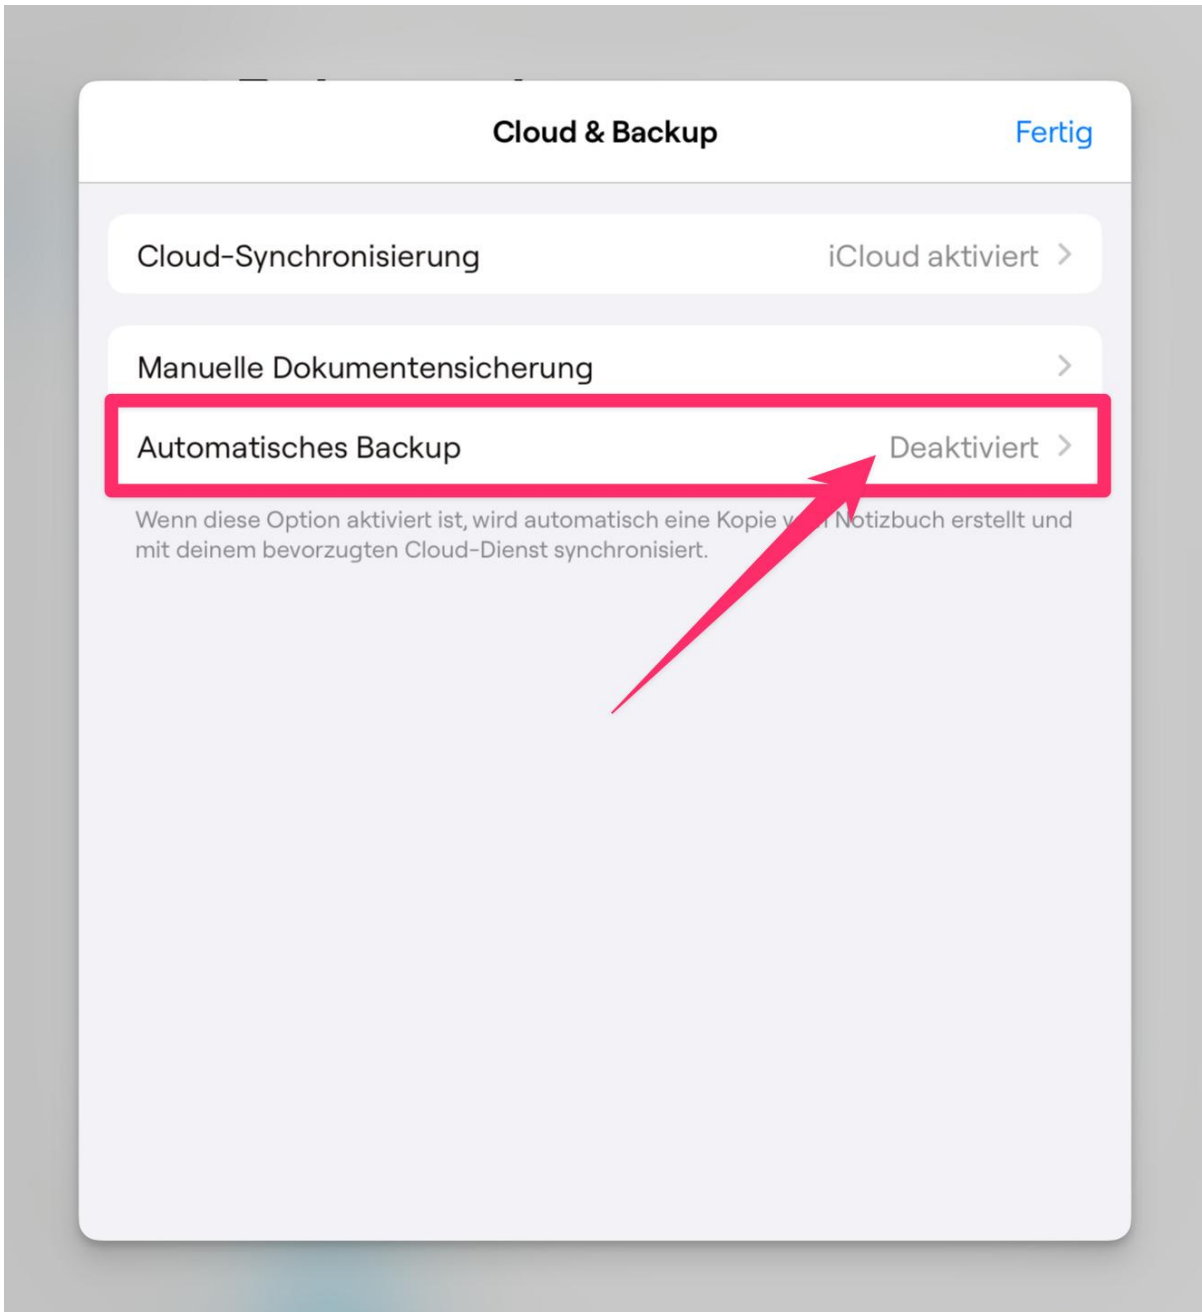 Cloud & Backup
Fertig
Cloud-Synchronisierung
iCloud aktiviert
Manuelle Dokumentensicherung
Automatisches Backup
Deaktiviert
Wenn diese Option aktiviert ist, wird automatisch eine Kopie Notizbuch erstellt und
mit deinem bevorzugten Cloud-Dienst synchronisiert.